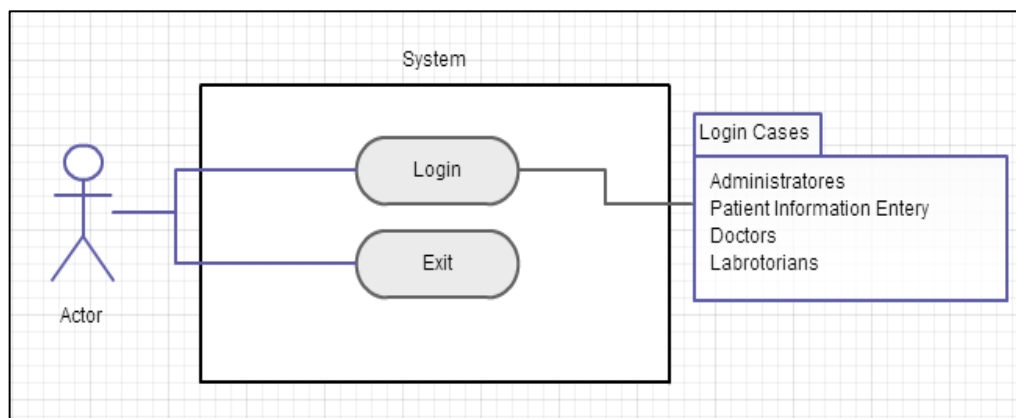 System
Login Cases
Login
Administratores
Patient Information Entery
Doctors
Labrotorians
Exit
Actor